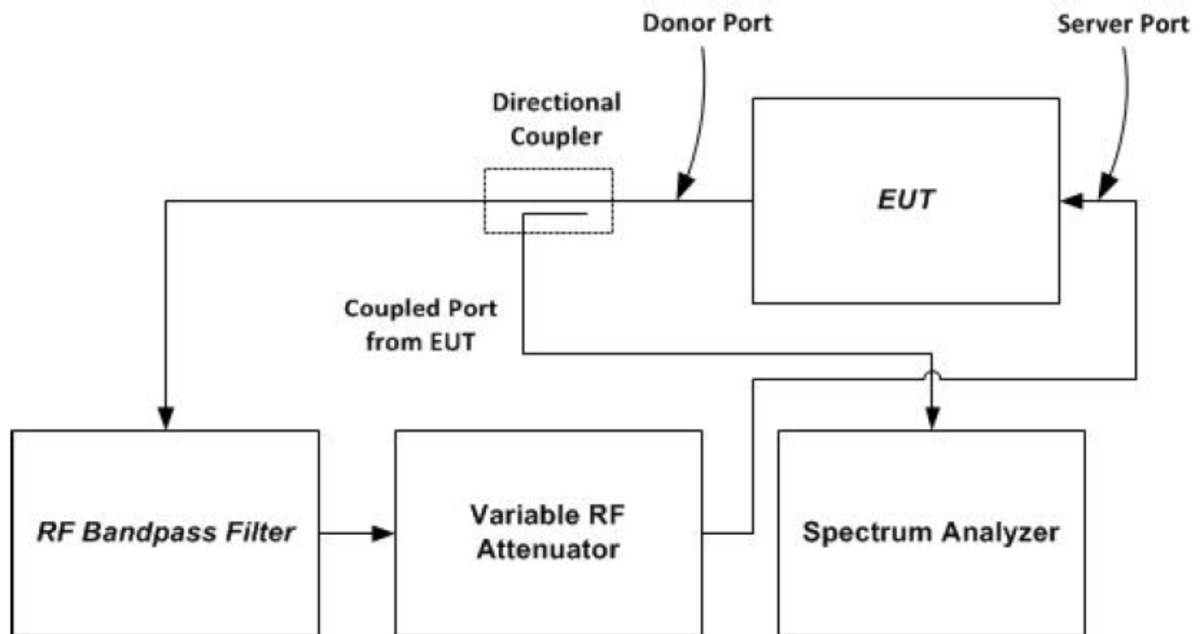 Donor Port
Server Port
Directional
Coupler
EUT
Coupled Port
from EUT
RF Bandpass Filter
Variable RF
Attenuator
Spectrum Analyzer